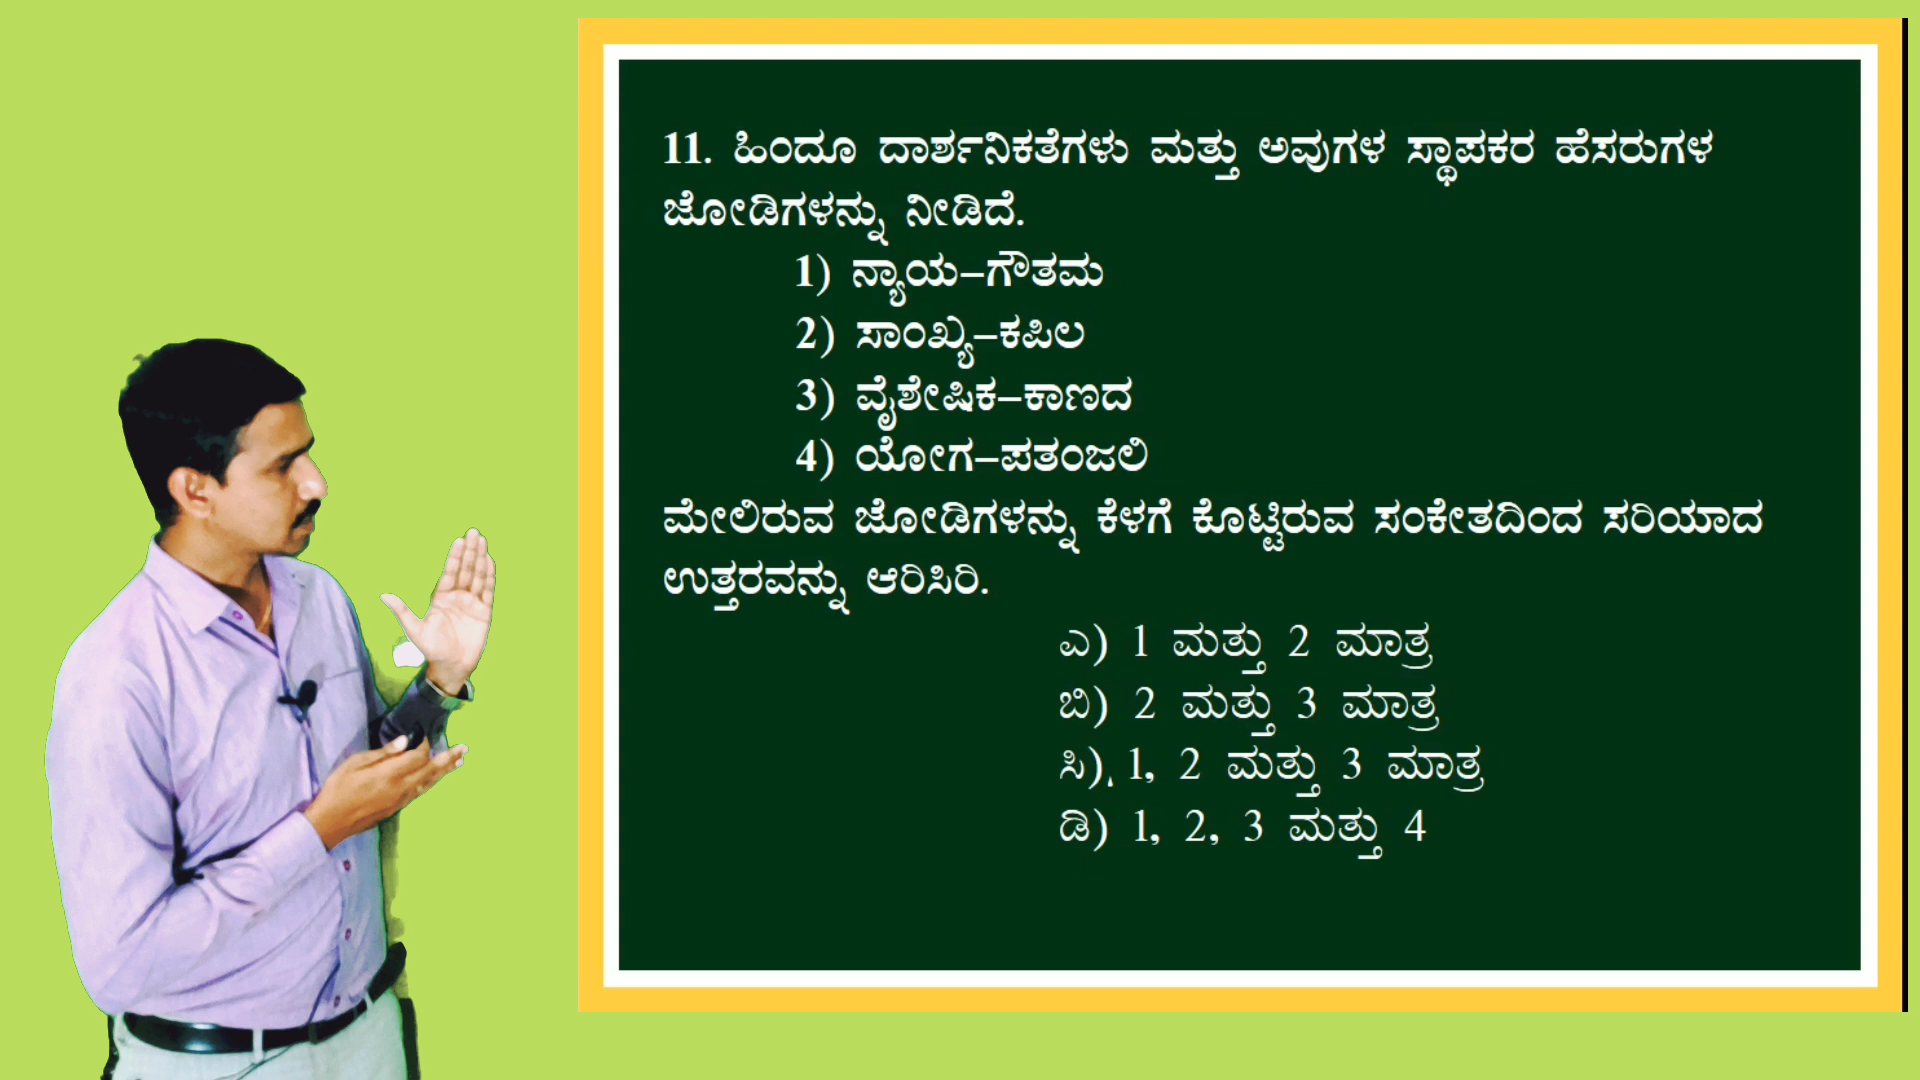 11. ಹಿಂದೂ ದಾರ್ಶನಿಕತೆಗಳು ಮತ್ತು ಅವುಗಳ ಸ್ಥಾಪಕರ ಹೆಸರುಗಳ
ಜೋಡಿಗಳನ್ನು ನೀಡಿದೆ.
1) ನ್ಯಾಯ–ಗೌತಮ
2) ಸಾಂಖ್ಯ–ಕಪಿಲ
3) ವೈಶೇಷಿಕ–ಕಾಣದ
4) ಯೋಗ–ಪತಂಜಲಿ
ಮೇಲಿರುವ ಜೋಡಿಗಳನ್ನು ಕೆಳಗೆ ಕೊಟ್ಟಿರುವ ಸಂಕೇತದಿಂದ ಸರಿಯಾದ
ಉತ್ತರವನ್ನು ಆರಿಸಿರಿ.
ಎ) 1 ಮತ್ತು 2 ಮಾತ್ರ
ಬಿ) 2 ಮತ್ತು 3 ಮಾತ್ರ
ಸಿ). 1, 2 ಮತ್ತು 3 ಮಾತ್ರ
ಡಿ) 1, 2, 3 ಮತ್ತು 4